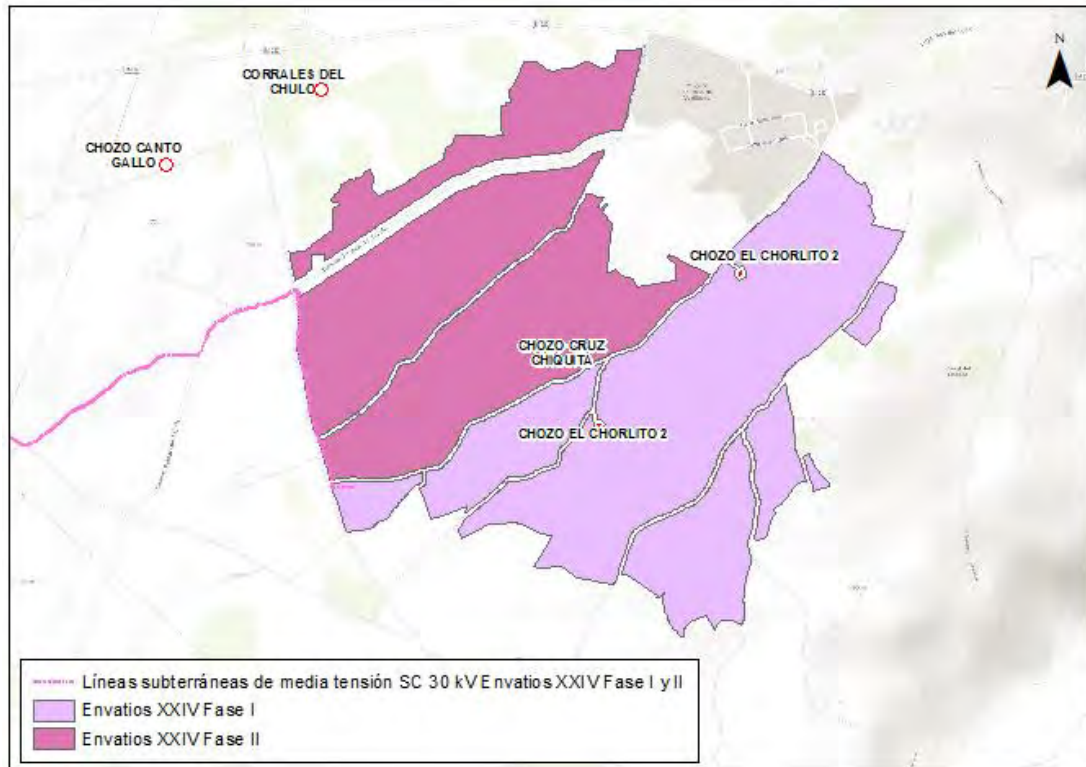 N
CORRALES DEL
CHULO
CHOZO CANTO
GALLO
CHOZO EL CHORLITO 2
CHOZO CRUZ
CHIQUITA
CHOZO EL CHORLITO 2
Líneas subterráneas de media tensión SC 30 kV Envatios XXIV Fase I y II
Envatios XXIV Fase I
Envatios XXIV Fase II